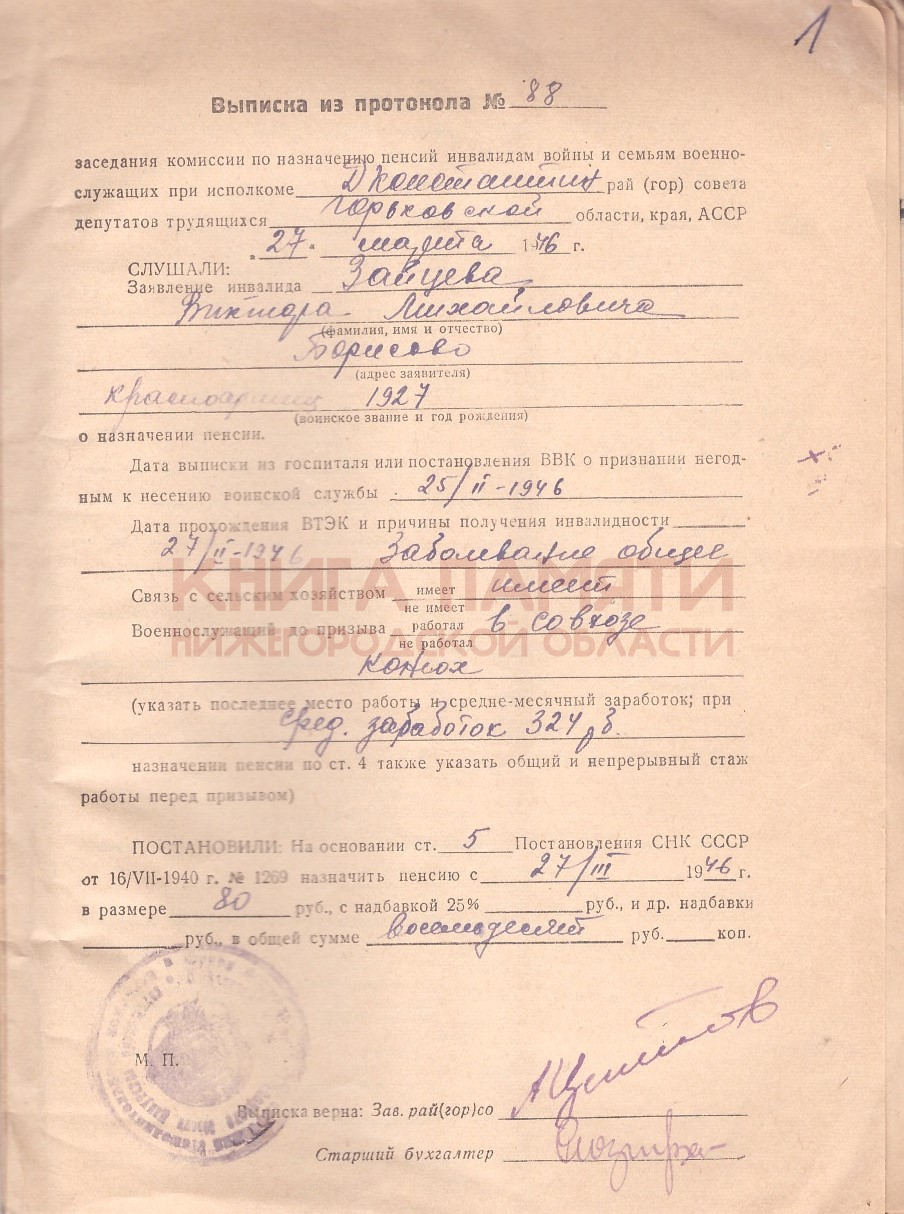 1
Выписка из протокола № 88
заседания комиссии по назначению пенсий инвалидам войны и семьям военно-
служащих при исполкоме Дконстантин рай (гор) совета
депутатов трудящихся Горьковской области, края, АССР
"27" марта 1946 г.
СЛУШАЛИ:
Заявление инвалида Зайцева
Виктора Михайловича
(фамилия, имя и отчество)
Борисово
(адрес заявителя)
красноармеец 1927
(воинское звание и год рождения)
о назначении пенсии.
Дата выписки из госпиталя или постановления ВВК о признании негод-
ным к несению воинской службы 25/II-1946
Дата прохождения ВТЭК и причины получения инвалидности
27/II-1946 Заболевание общее
Связь с сельским хозяйством имеет имеет
не имеет
Военнослужащий до призыва работал в совхозе
не работал
конюх
(указать последнее место работы и средне-месячный заработок; при
сред. заработок 324 р.
назначении пенсии по ст. 4 также указать общий и непрерывный стаж
работы перед призывом)
ПОСТАНОВИЛИ: На основании ст. 5 Постановления СНК СССР
от 16/VII-1940 г. № 1269 назначить пенсию с 27/III 1946 г.
в размере 80 руб., с надбавкой 25% руб., и др. надбавки
руб., в общей сумме восемьдесят руб. коп.
М. П.
Выписка верна: Зав. рай(гор)со
Старший бухгалтер
КНИГА ПАМЯТИ
НИЖЕГОРОДСКОЙ ОБЛАСТИ